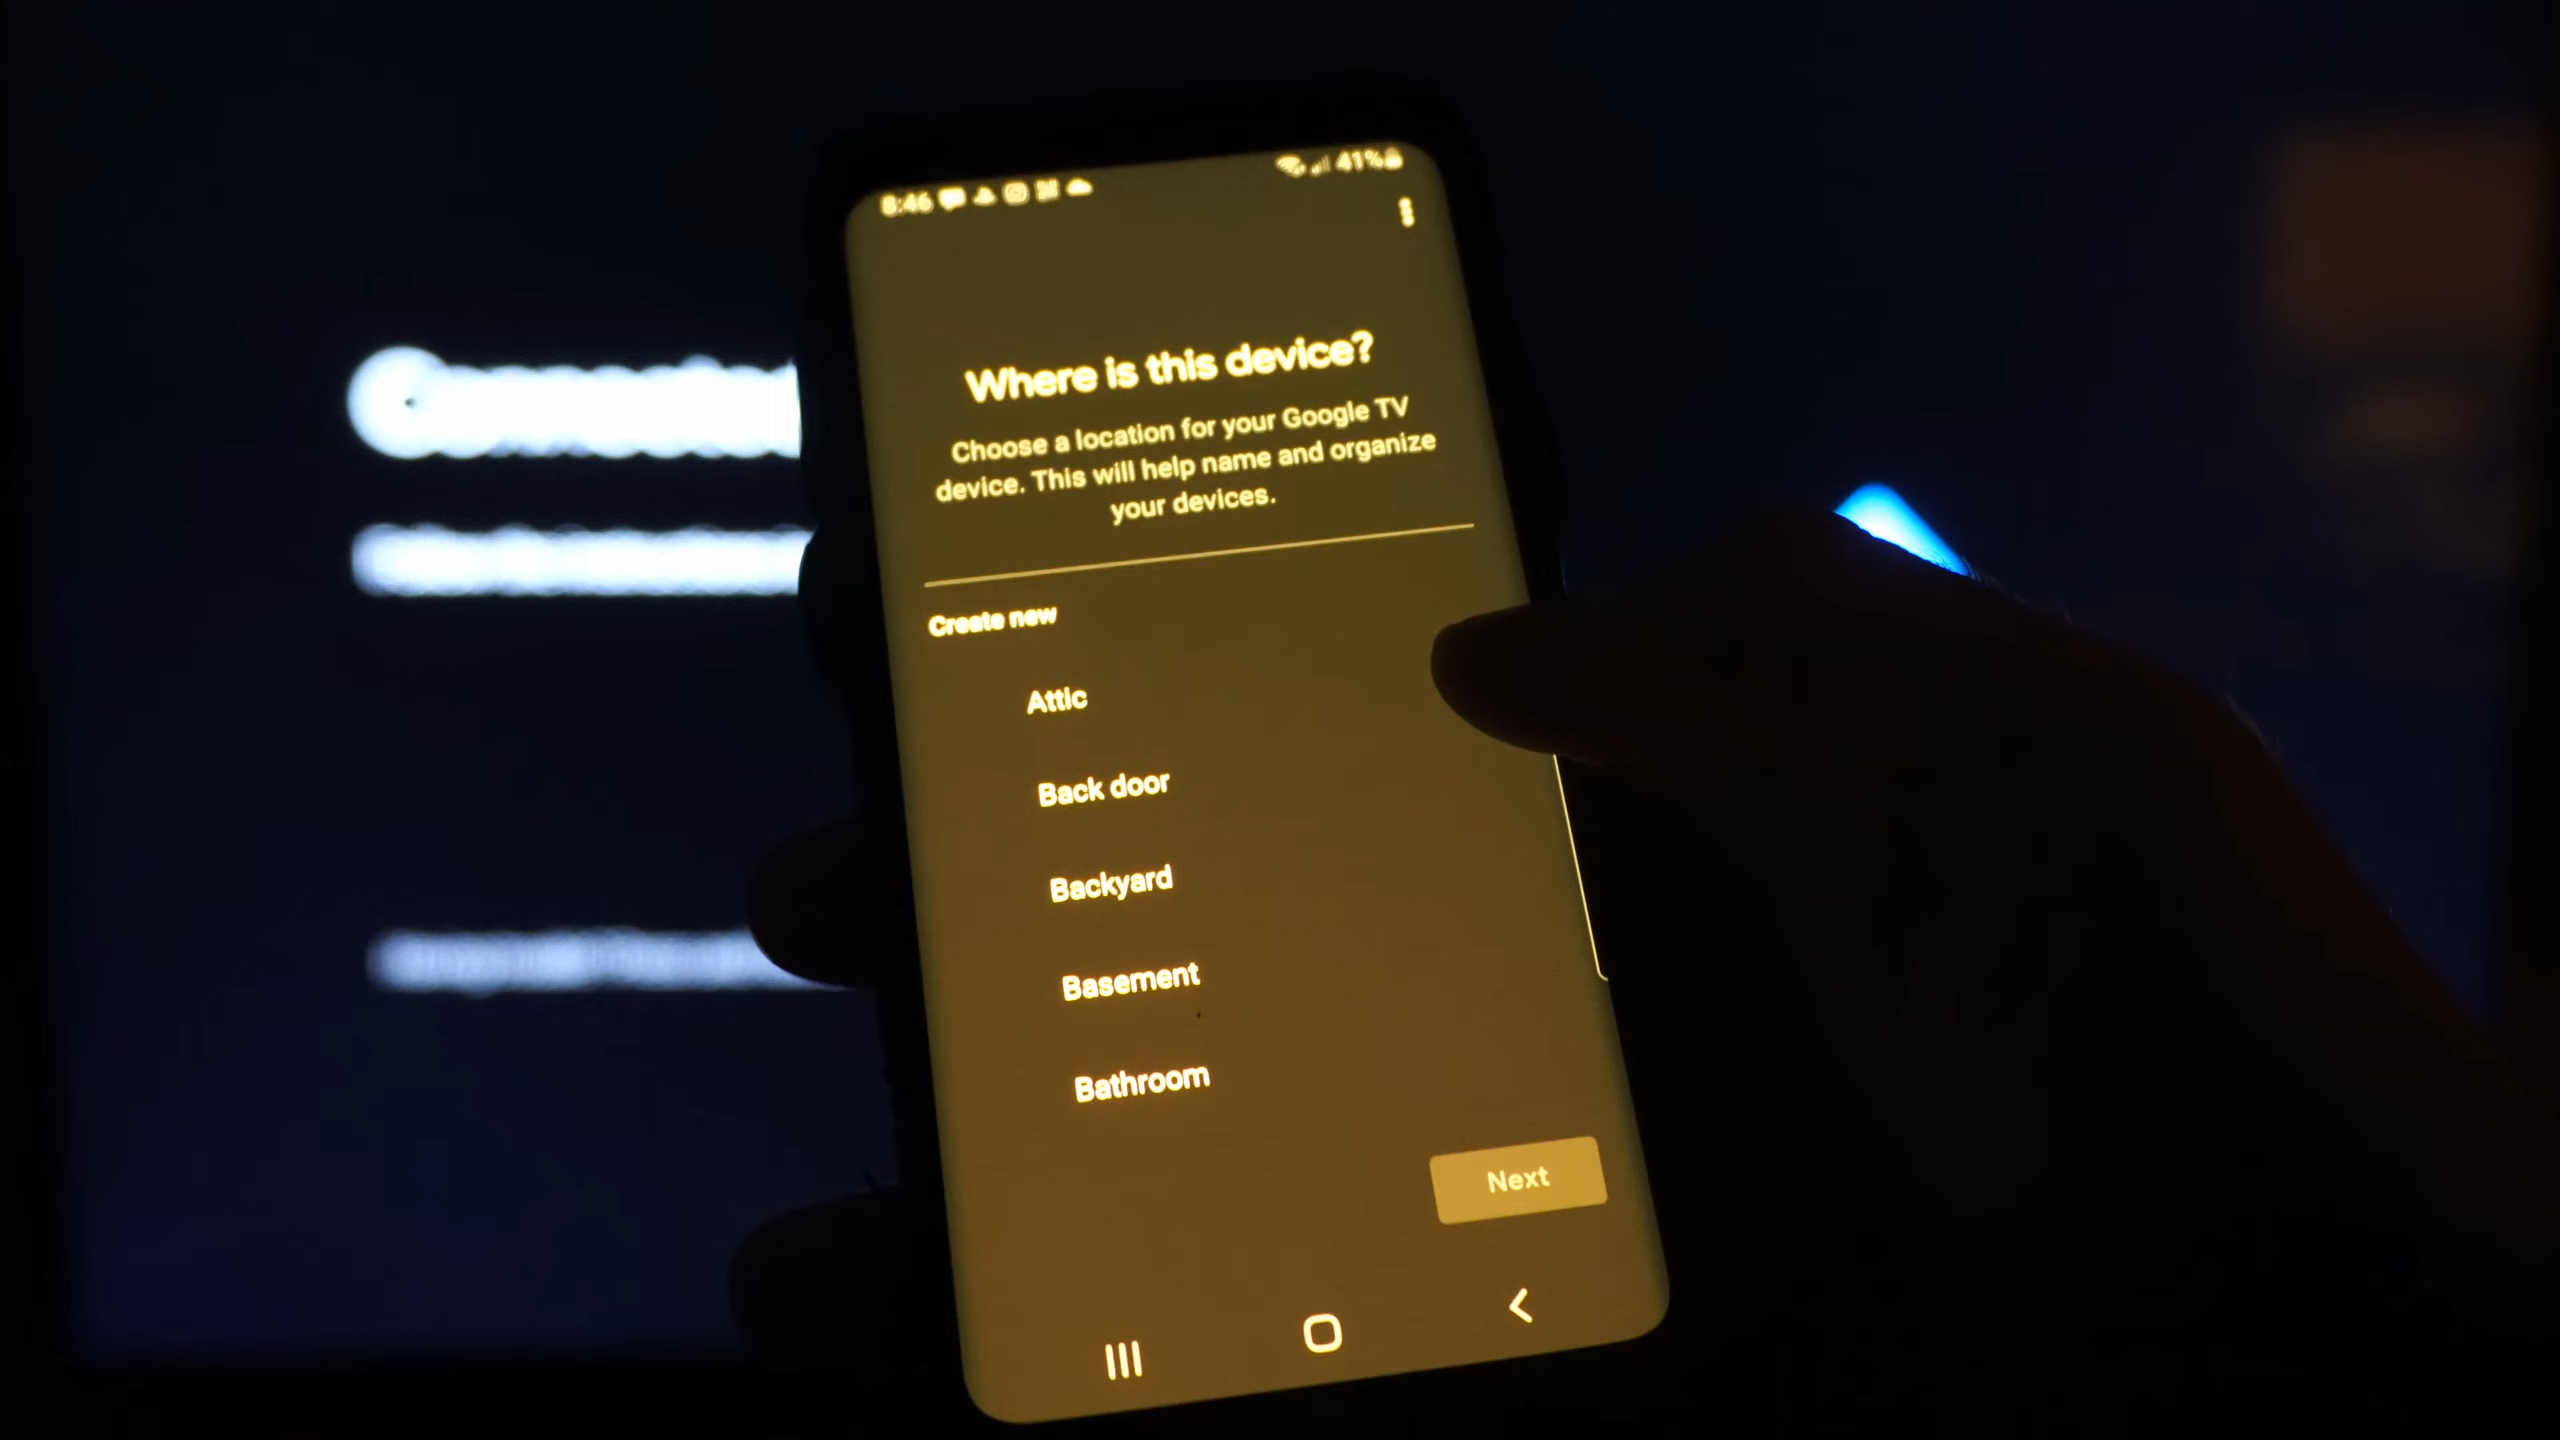 8:46
41%
Where is this device?
Choose a location for your Google TV
device. This will help name and organize
your devices.
Create new
Attic
Back door
Backyard
Basement
Bathroom
Next